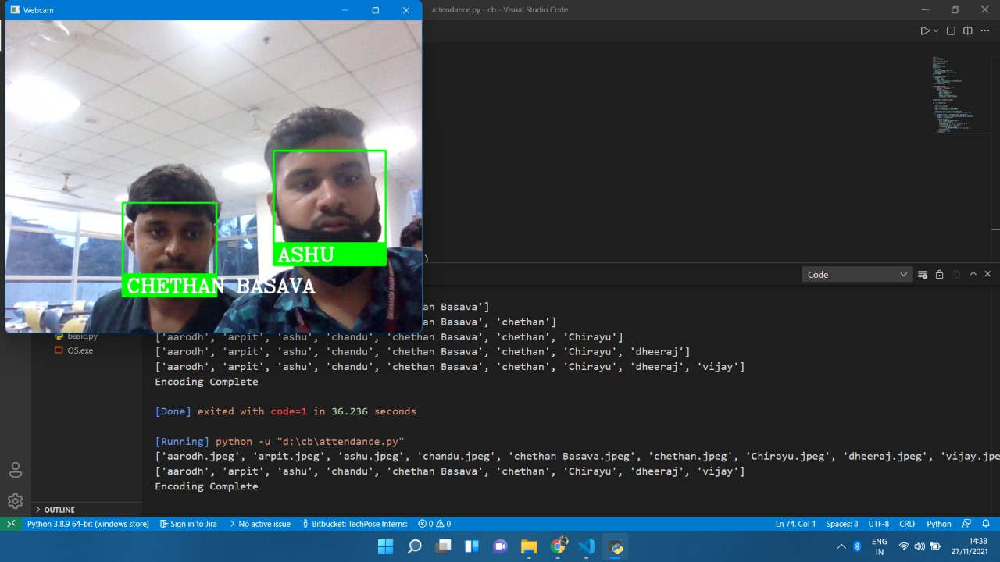 Webcam
attendance.py - cb - Visual Studio Code
ASHU
CHETHAN BASAVA
)
Code
an Basava']
an Basava', 'chethan']
['aarodh', 'arpit', 'ashu', 'chandu', 'chethan Basava', 'chethan', 'Chirayu']
basic.py
['aarodh', 'arpit', 'ashu', 'chandu', 'chethan Basava', 'chethan', 'Chirayu', 'dheeraj']
OS.exe
['aarodh', 'arpit', 'ashu', 'chandu', 'chethan Basava', 'chethan', 'Chirayu', 'dheeraj', 'vijay']
Encoding Complete
[Done] exited with code=1 in 36.236 seconds
[Running] python -u "d:\cb\attendance.py"
['aarodh.jpeg', 'arpit.jpeg', 'ashu.jpeg', 'chandu.jpeg', 'chethan Basava.jpeg', 'chethan.jpeg', 'Chirayu.jpeg', 'dheeraj.jpeg', 'vijay.jpe
['aarodh', 'arpit', 'ashu', 'chandu', 'chethan Basava', 'chethan', 'Chirayu', 'dheeraj', 'vijay']
Encoding Complete
OUTLINE
Python 3.8.9 64-bit (windows store) Sign in to Jira No active issue Bitbucket: TechPose Interns: 0 0 Ln 74, Col 1 Spaces: 8 UTF-8 CRLF Python
ENG
IN
14:38
27/11/2021